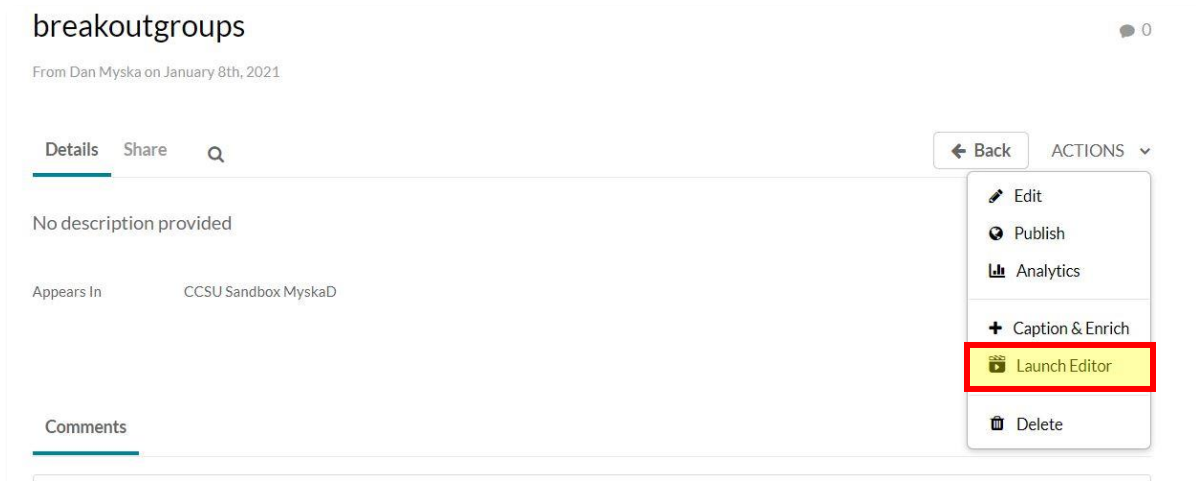 breakoutgroups
0
From Dan Myska on January 8th, 2021
Details Share
Back ACTIONS
Edit
No description provided
Publish
Analytics
Appears In CCSU Sandbox MyskaD
Caption & Enrich
Launch Editor
Delete
Comments